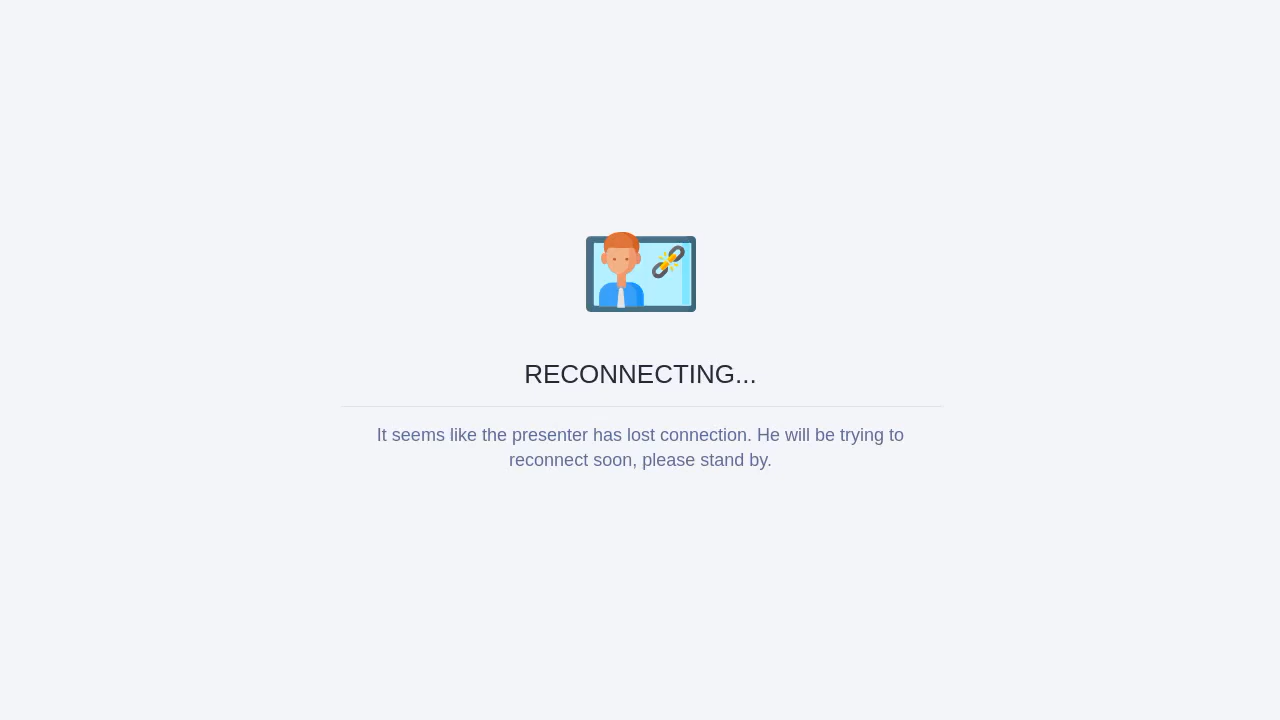 RECONNECTING...
It seems like the presenter has lost connection. He will be trying to
reconnect soon, please stand by.